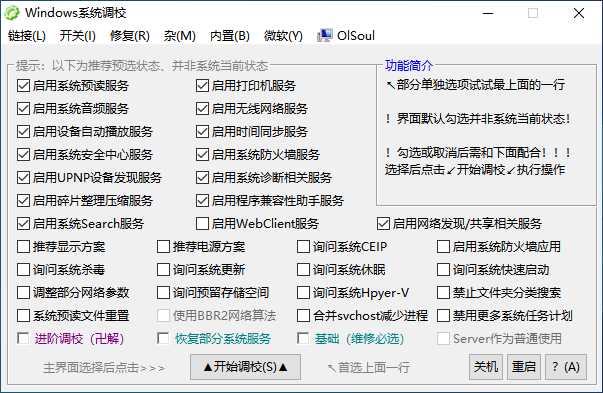 Windows系统调校
链接(L) 开关(I) 修复(R) 杂(M) 内置(B) 微软(Y) OlSoul
提示：以下为推荐预选状态、并非系统当前状态
功能简介
启用系统预读服务 启用打印机服务
↖部分单独选项试试最上面的一行
启用系统音频服务 启用无线网络服务
！界面默认勾选并非系统当前状态！
启用设备自动播放服务 启用时间同步服务
启用系统安全中心服务 启用系统防火墙服务
！勾选或取消后需和下面配合！！！
启用UPNP设备发现服务 启用系统诊断相关服务
选择后点击↙开始调校↙执行操作
启用碎片整理压缩服务 启用程序兼容性助手服务
启用系统Search服务 启用WebClient服务 启用网络发现/共享相关服务
推荐显示方案 推荐电源方案 询问系统CEIP 启用系统防火墙应用
询问系统杀毒 询问系统更新 询问系统休眠 询问系统快速启动
调整部分网络参数 询问预留存储空间 询问系统Hpyer-V 禁止文件夹分类搜索
系统预读文件重置 使用BBR2网络算法 合并svchost减少进程 禁用更多系统任务计划
进阶调校（卍解） 恢复部分系统服务 基础（维修必选） Server作为普通使用
主界面选择后点击>>> ▲开始调校(S)▲ ↖首选上面一行 关机 重启 ？(A)